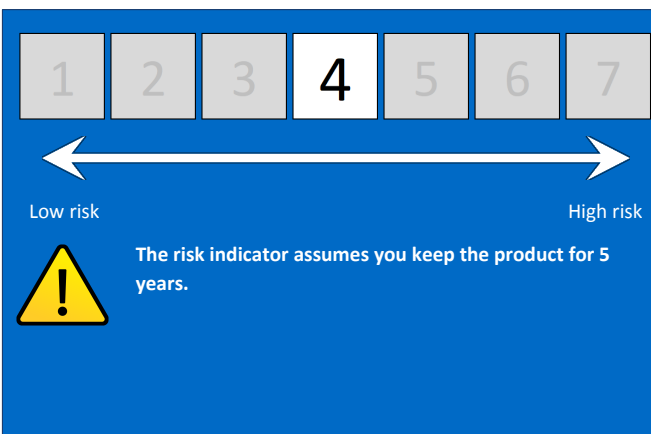 1 2 3 4 5 6 7
Low risk High risk
The risk indicator assumes you keep the product for 5
years.